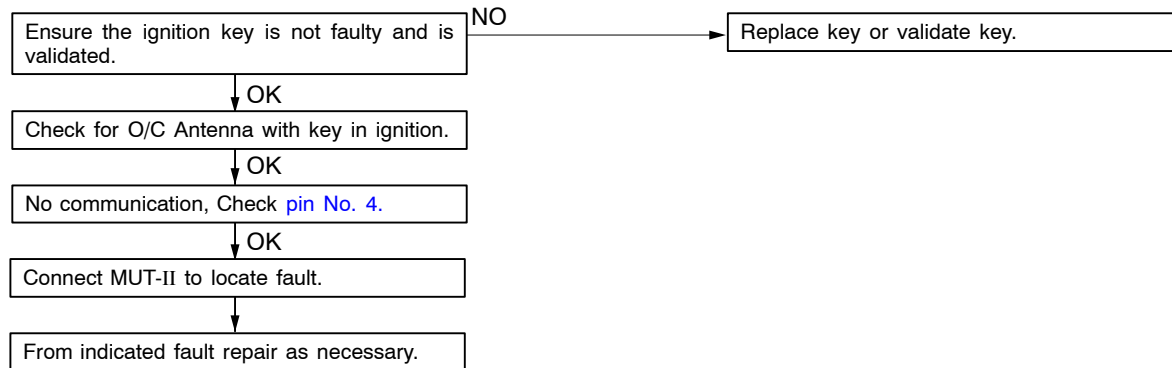 Ensure the ignition key is not faulty and is
validated.
NO
Replace key or validate key.
OK
Check for O/C Antenna with key in ignition.
OK
No communication, Check pin No. 4.
OK
Connect MUT-II to locate fault.
From indicated fault repair as necessary.